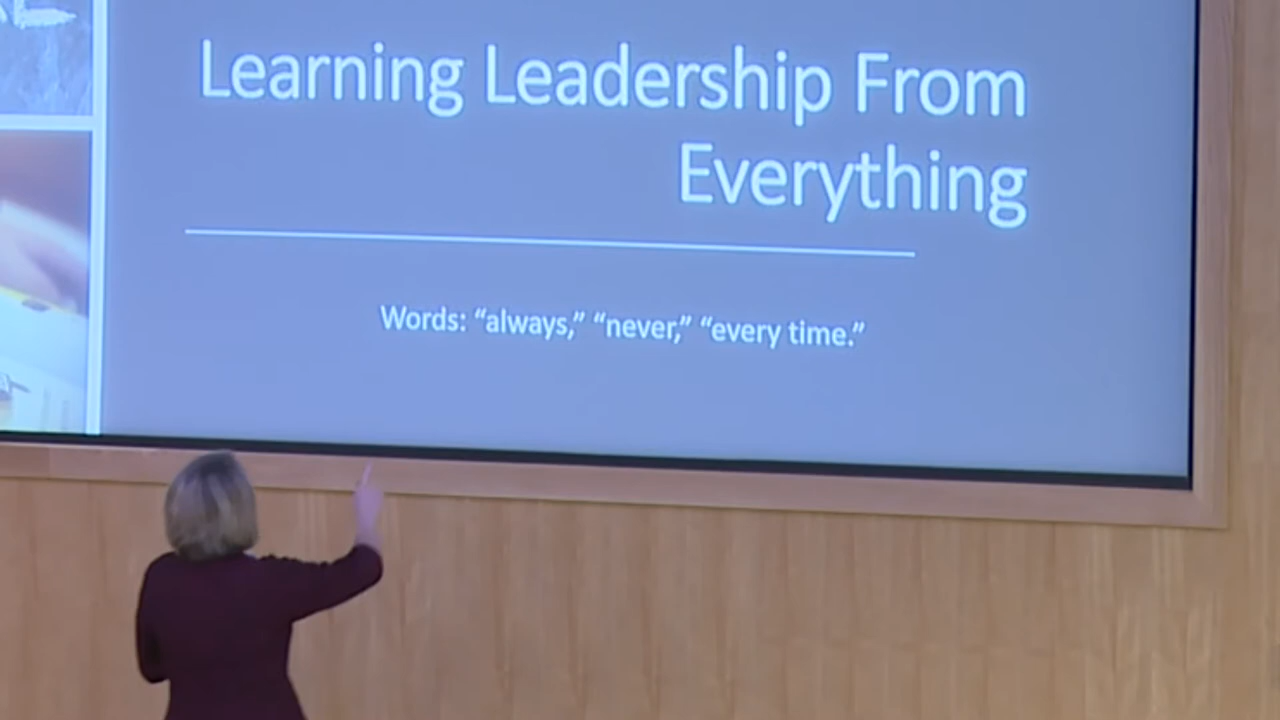 Learning Leadership From
Everything
Words: “always,” “never,” “every time.”